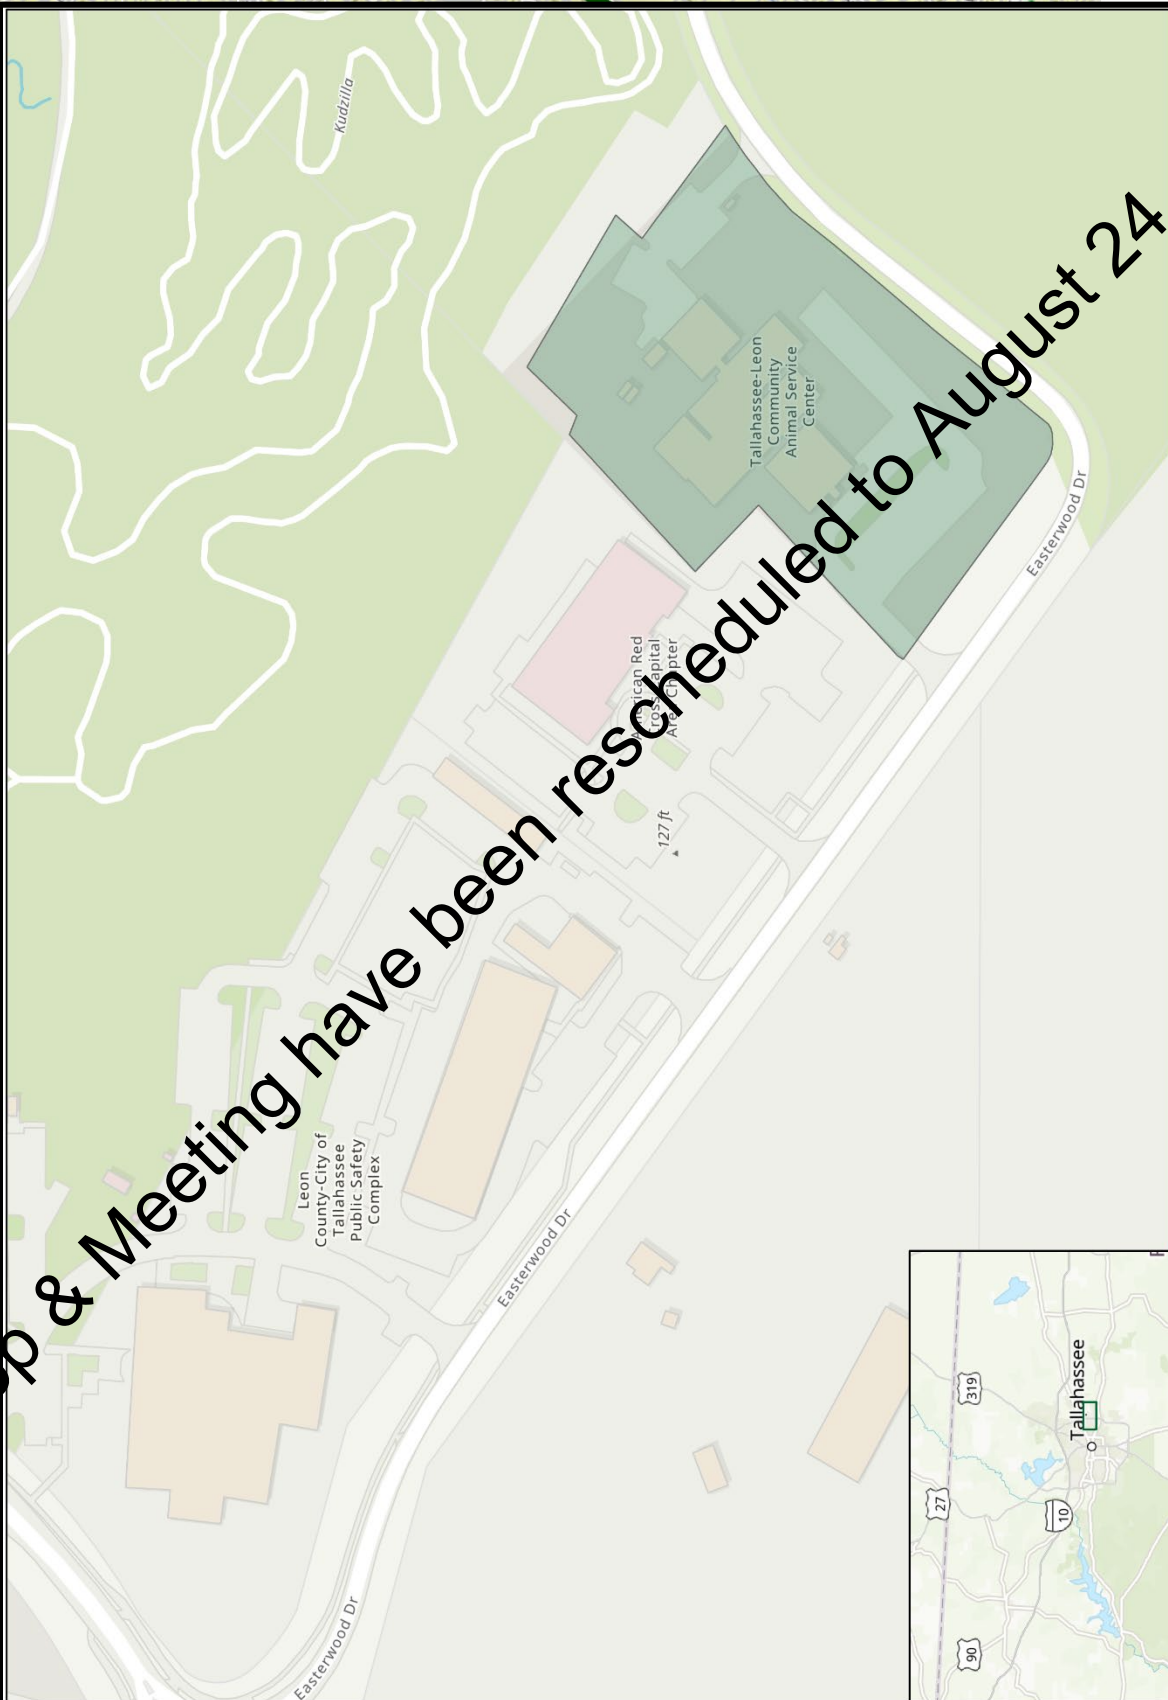 Kudzilla
Tallahassee-Leon
Community
Animal Service
Center
Easterwood Dr
& Meeting have been rescheduled to August 24
127 ft
Leon
County-City of
Tallahassee
Public Safety
Complex
Easterwood Dr
Easterwood Dr
Tallahassee
319
27
10
90